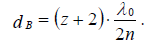 d_B = (z + 2) · λ_0 / 2n .